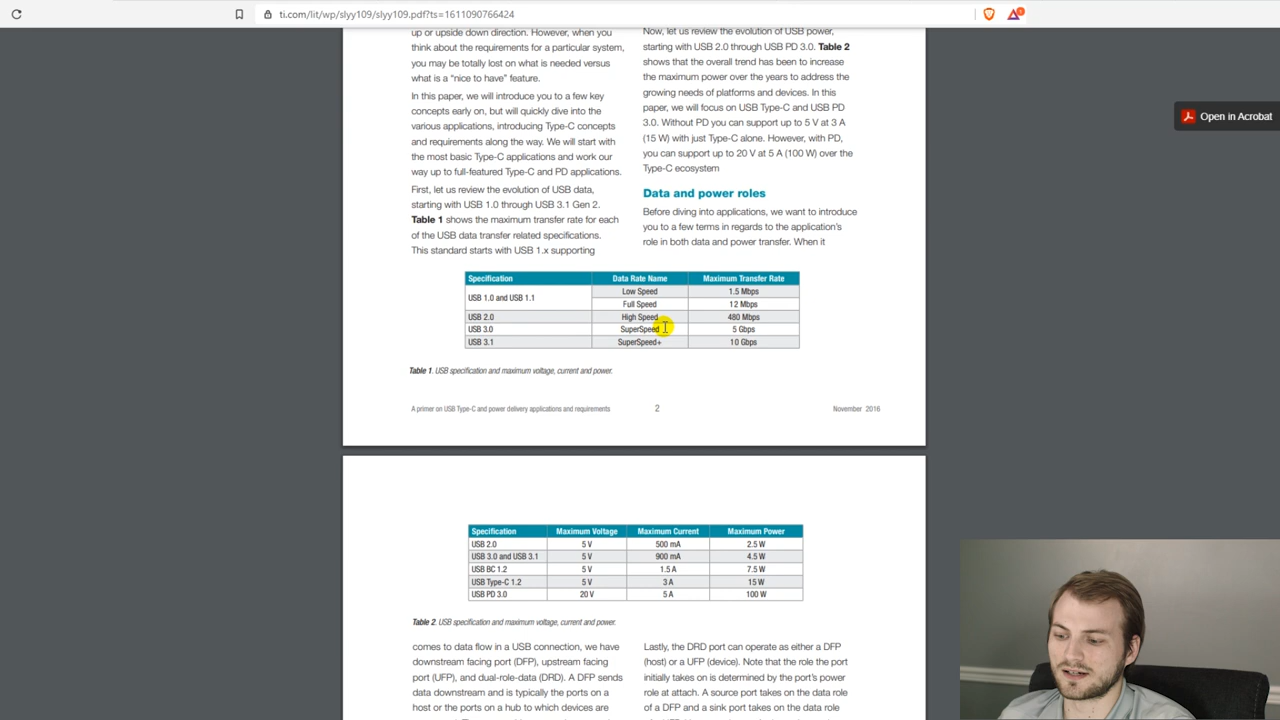 ti.com/lit/wp/slyy109/slyy109.pdf?ts=1611090766424
Open in Acrobat
up or upside down direction. However, when you
think about the requirements for a particular system,
you may be totally lost on what is needed versus
what is a “nice to have” feature.
In this paper, we will introduce you to a few key
concepts early on, but will quickly dive into the
various applications, introducing Type-C concepts
and requirements along the way. We will start with
the most basic Type-C applications and work our
way up to full-featured Type-C and PD applications.
First, let us review the evolution of USB data,
starting with USB 1.0 through USB 3.1 Gen 2.
Table 1 shows the maximum transfer rate for each
of the USB data transfer related specifications.
This standard starts with USB 1.x supporting
Now, let us review the evolution of USB power,
starting with USB 2.0 through USB PD 3.0. Table 2
shows that the overall trend has been to increase
the maximum power over the years to address the
growing needs of platforms and devices. In this
paper, we will focus on USB Type-C and USB PD
3.0. Without PD you can support up to 5 V at 3 A
(15 W) with just Type-C alone. However, with PD,
you can support up to 20 V at 5 A (100 W) over the
Type-C ecosystem
Data and power roles
Before diving into applications, we want to introduce
you to a few terms in regards to the application’s
role in both data and power transfer. When it
Specification Data Rate Name Maximum Transfer Rate
USB 1.0 and USB 1.1 Low Speed 1.5 Mbps
Full Speed 12 Mbps
USB 2.0 High Speed 480 Mbps
USB 3.0 SuperSpeed 5 Gbps
USB 3.1 SuperSpeed+ 10 Gbps
Table 1. USB specification and maximum voltage, current and power.
A primer on USB Type-C and power delivery applications and requirements 2 November 2016
Specification Maximum Voltage Maximum Current Maximum Power
USB 2.0 5 V 500 mA 2.5 W
USB 3.0 and USB 3.1 5 V 900 mA 4.5 W
USB BC 1.2 5 V 1.5 A 7.5 W
USB Type-C 1.2 5 V 3 A 15 W
USB PD 3.0 20 V 5 A 100 W
Table 2. USB specification and maximum voltage, current and power.
comes to data flow in a USB connection, we have
downstream facing port (DFP), upstream facing
port (UFP), and dual-role-data (DRD). A DFP sends
data downstream and is typically the ports on a
host or the ports on a hub to which devices are
Lastly, the DRD port can operate as either a DFP
(host) or a UFP (device). Note that the role the port
initially takes on is determined by the port’s power
role at attach. A source port takes on the data role
of a DFP and a sink port takes on the data role